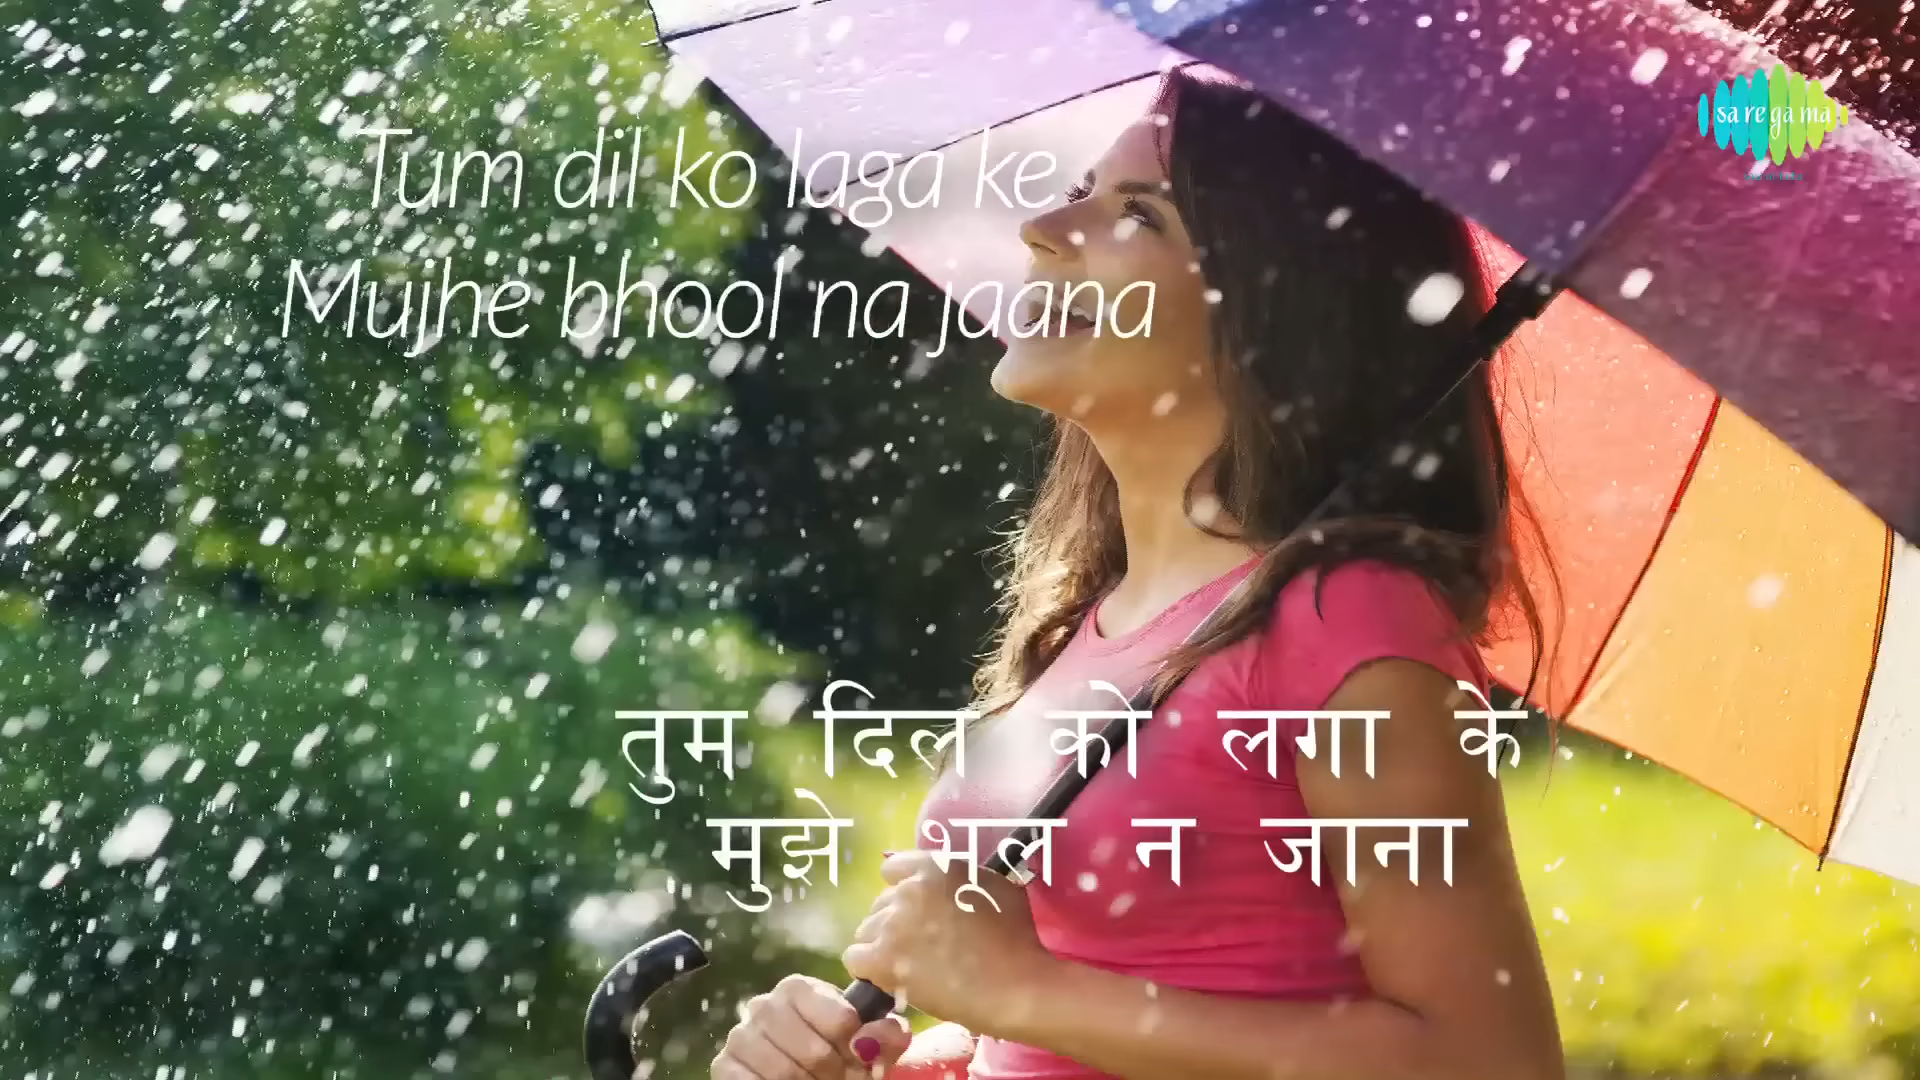 sa re ga ma
Tum dil ko laga ke
Mujhe bhool na jaana
तुम दिल को लगा के
मुझे भूल न जाना